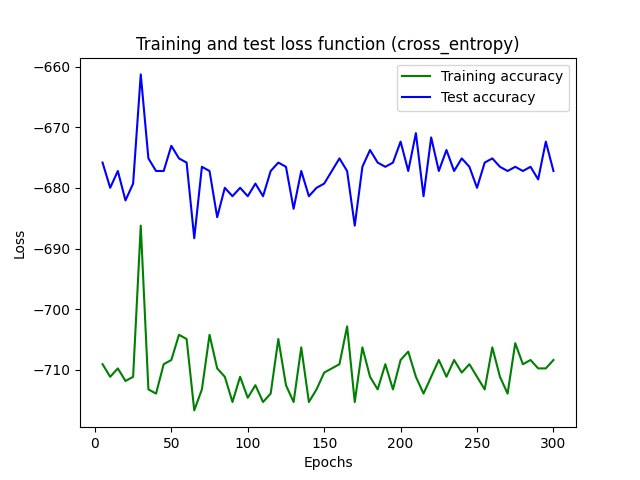 Training and test loss function (cross_entropy)
Training accuracy
Test accuracy
−660
−670
−680
−690
−700
−710
Loss
0
50
100
150
200
250
300
Epochs